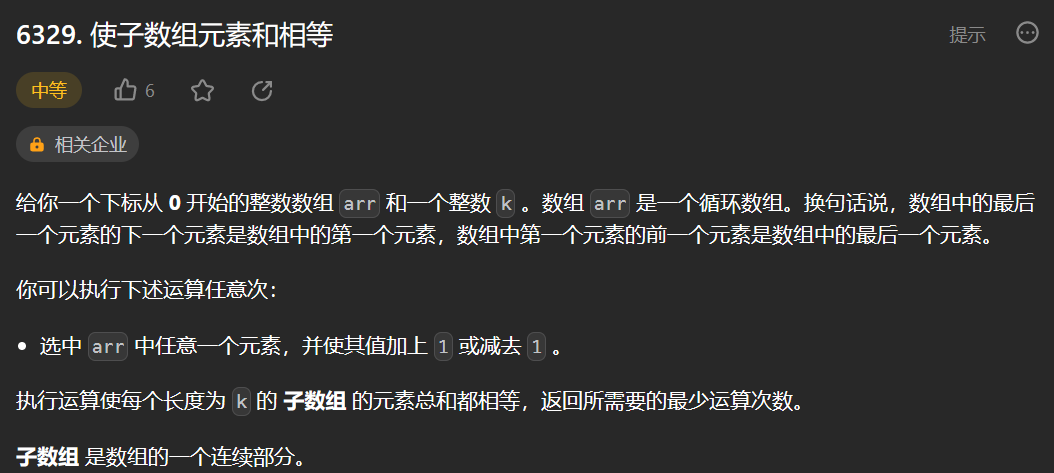 6329. 使子数组元素和相等
提示
中等
6
相关企业
给你一个下标从 0 开始的整数数组 arr 和一个整数 k 。数组 arr 是一个循环数组。换句话说，数组中的最后
一个元素的下一个元素是数组中的第一个元素，数组中第一个元素的前一个元素是数组中的最后一个元素。
你可以执行下述运算任意次：
• 选中 arr 中任意一个元素，并使其值加上 1 或减去 1 。
执行运算使每个长度为 k 的 子数组 的元素总和都相等，返回所需要的最少运算次数。
子数组 是数组的一个连续部分。